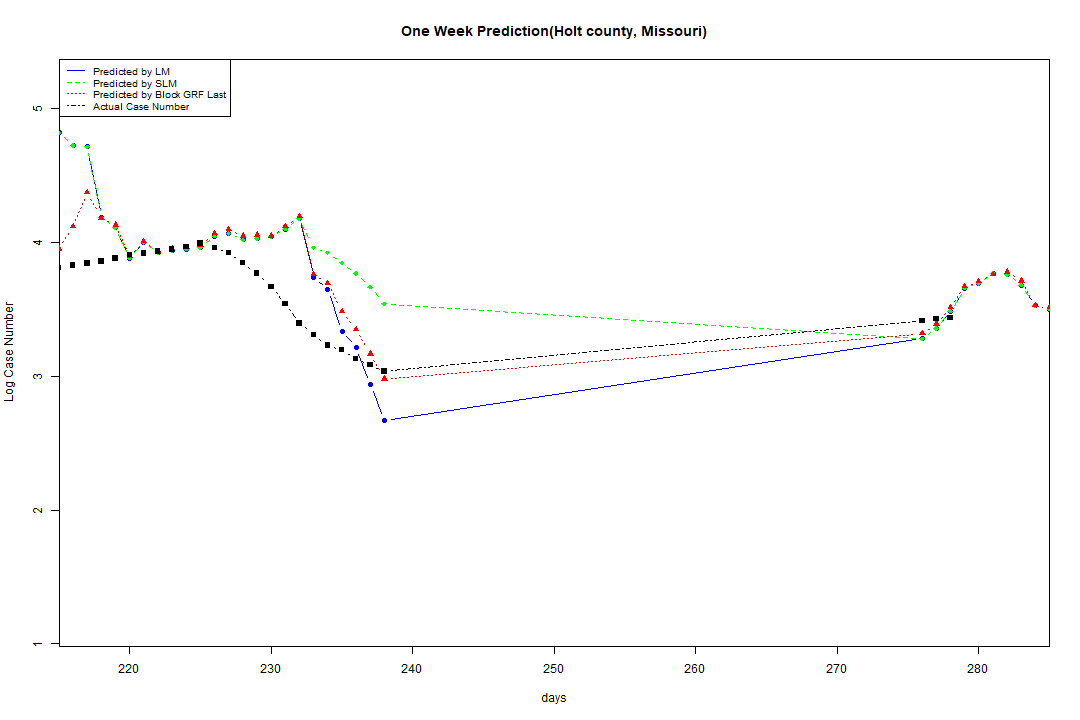 One Week Prediction(Holt county, Missouri)
Predicted by LM
Predicted by SLM
Predicted by Block GRF Last
Actual Case Number
5
4
3
2
1
Log Case Number
220 230 240 250 260 270 280
days